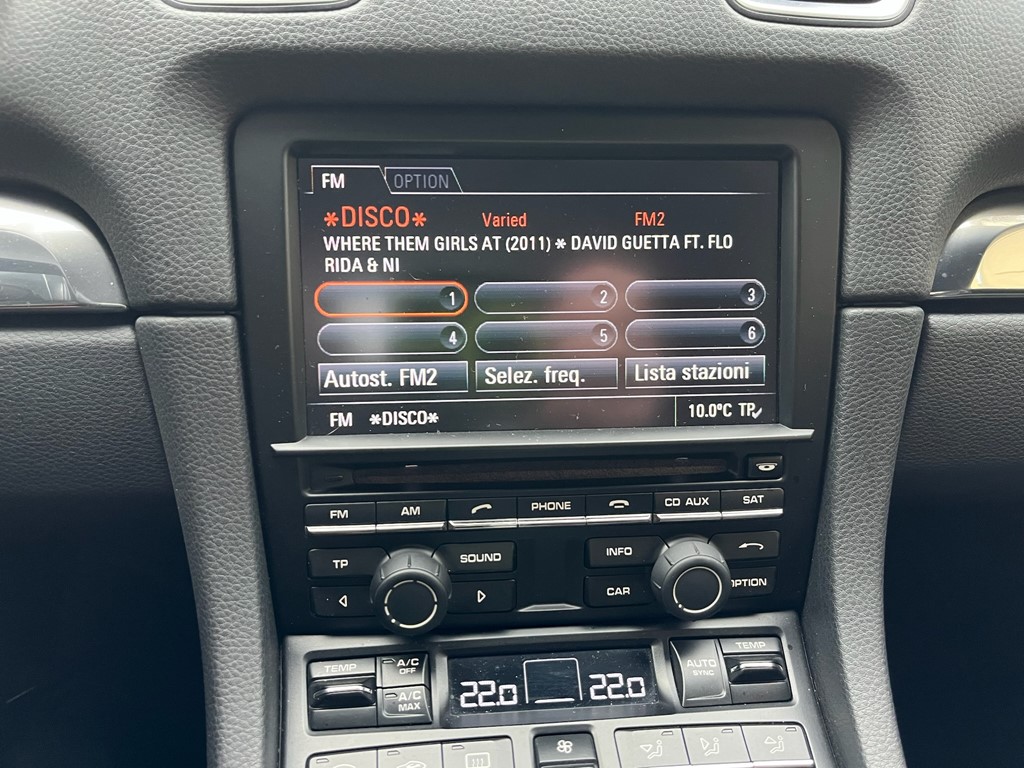 FM OPTION
*DISCO* Varied FM2
WHERE THEM GIRLS AT (2011) * DAVID GUETTA FT. FLO
RIDA & NI
1 2 3
4 5 6
Autost. FM2 Selez. freq. Lista stazioni
FM *DISCO* 10.0°C TP
FM AM PHONE CD AUX SAT
TP SOUND INFO
CAR OPTION
TEMP A/C OFF 22.0 22.0 AUTO SYNC TEMP
A/C MAX